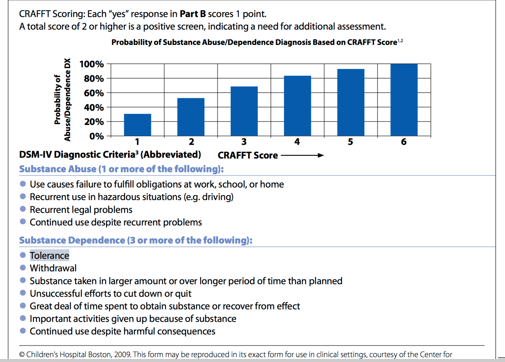 CRAFFT Scoring: Each “yes” response in Part B scores 1 point.
A total score of 2 or higher is a positive screen, indicating a need for additional assessment.
Probability of Substance Abuse/Dependence Diagnosis Based on CRAFFT Score1,2
Probability of
Abuse/Dependence DX
100%
80%
60%
40%
20%
0%
1 2 3 4 5 6
DSM-IV Diagnostic Criteria3 (Abbreviated) CRAFFT Score
Substance Abuse (1 or more of the following):
Use causes failure to fulfill obligations at work, school, or home
Recurrent use in hazardous situations (e.g. driving)
Recurrent legal problems
Continued use despite recurrent problems
Substance Dependence (3 or more of the following):
Tolerance
Withdrawal
Substance taken in larger amount or over longer period of time than planned
Unsuccessful efforts to cut down or quit
Great deal of time spent to obtain substance or recover from effect
Important activities given up because of substance
Continued use despite harmful consequences
© Children’s Hospital Boston, 2009. This form may be reproduced in its exact form for use in clinical settings, courtesy of the Center for